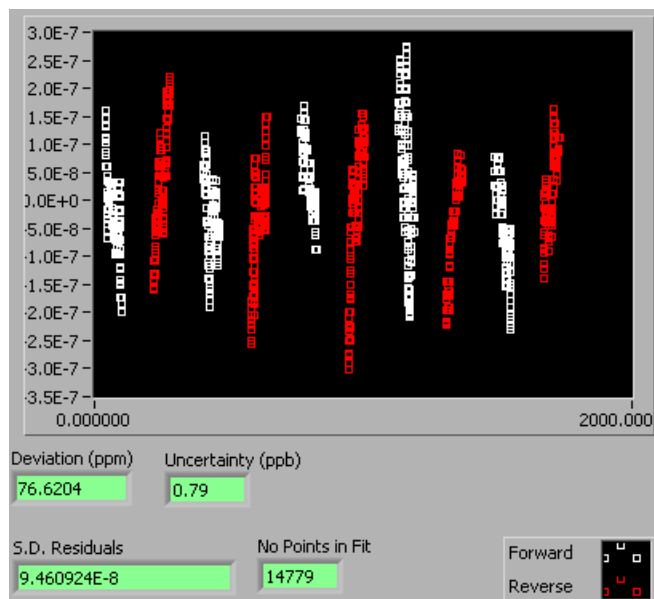 3.0E-7
2.5E-7
2.0E-7
1.5E-7
1.0E-7
5.0E-8
0.0E+0
-5.0E-8
-1.0E-7
-1.5E-7
-2.0E-7
-2.5E-7
-3.0E-7
-3.5E-7
0.000000 2000.000
Deviation (ppm) Uncertainty (ppb)
76.6204 0.79
S.D. Residuals No Points in Fit
9.460924E-8 14779
Forward
Reverse